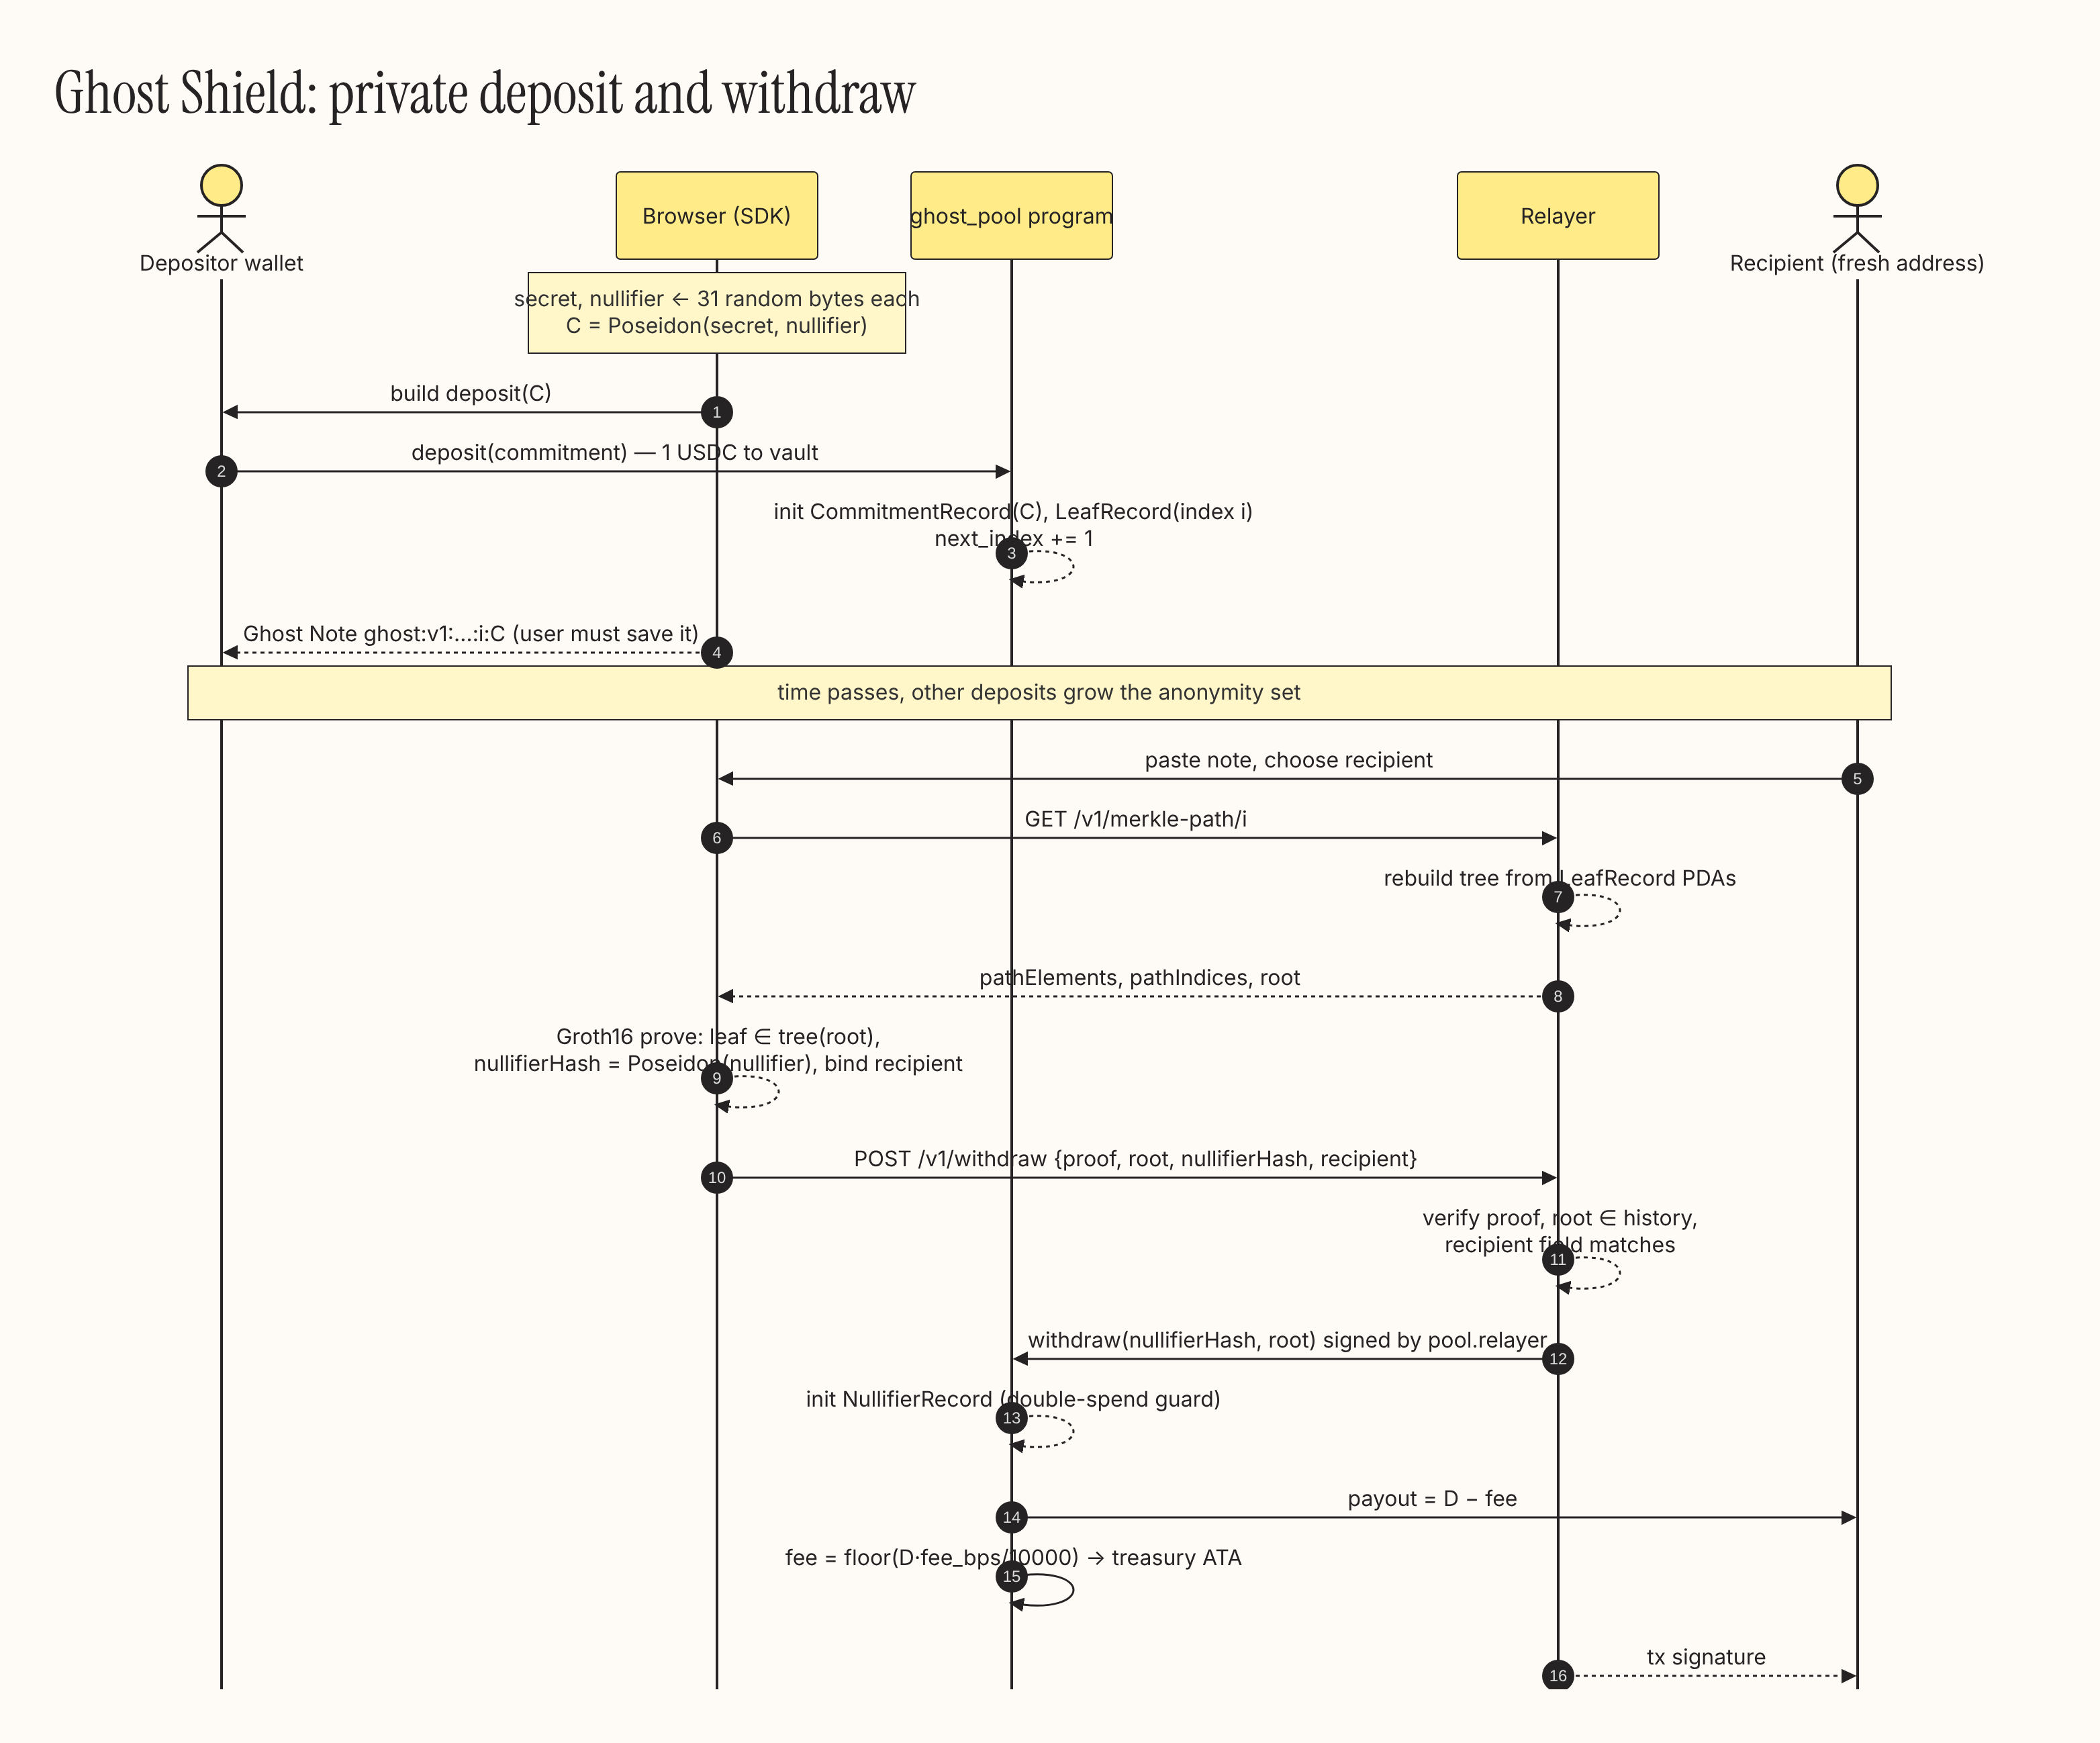 Ghost Shield: private deposit and withdraw
Depositor wallet
Browser (SDK)
ghost_pool program
Relayer
Recipient (fresh address)
secret, nullifier ← 31 random bytes each
C = Poseidon(secret, nullifier)
build deposit(C)
1
deposit(commitment) — 1 USDC to vault
2
init CommitmentRecord(C), LeafRecord(index i)
next_index += 1
3
Ghost Note ghost:v1:...:i:C (user must save it)
4
time passes, other deposits grow the anonymity set
paste note, choose recipient
5
GET /v1/merkle-path/i
6
rebuild tree from LeafRecord PDAs
7
pathElements, pathIndices, root
8
Groth16 prove: leaf ∈ tree(root),
nullifierHash = Poseidon(nullifier), bind recipient
9
POST /v1/withdraw {proof, root, nullifierHash, recipient}
10
verify proof, root ∈ history,
recipient field matches
11
withdraw(nullifierHash, root) signed by pool.relayer
12
init NullifierRecord (double-spend guard)
13
payout = D − fee
14
fee = floor(D·fee_bps/10000) → treasury ATA
15
tx signature
16